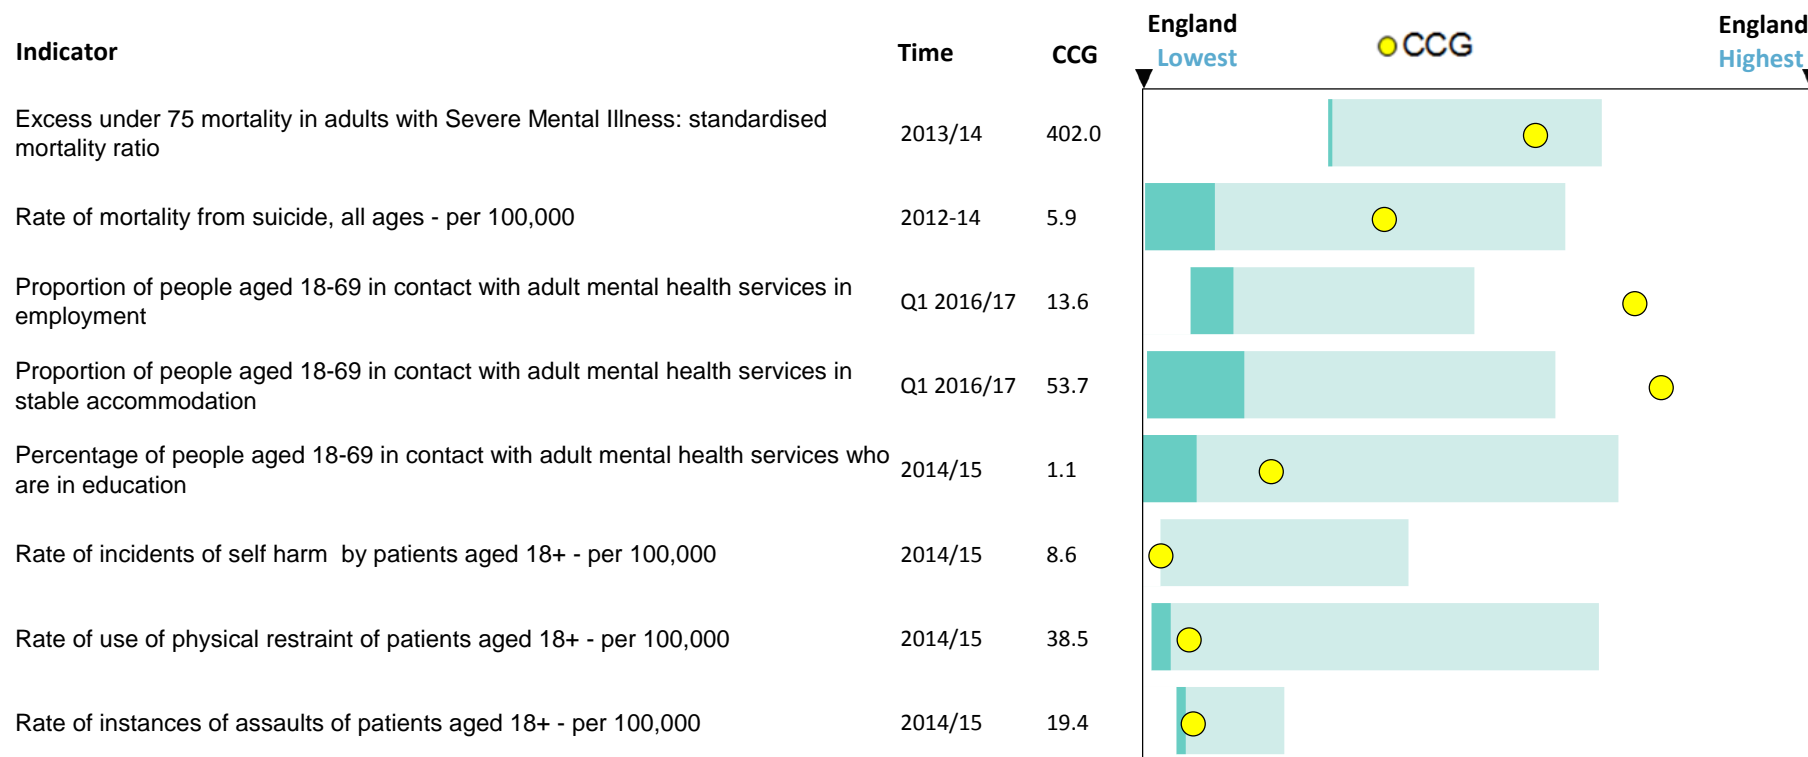 Indicator Time CCG England Lowest CCG England Highest
Excess under 75 mortality in adults with Severe Mental Illness: standardised
mortality ratio 2013/14 402.0
Rate of mortality from suicide, all ages - per 100,000 2012-14 5.9
Proportion of people aged 18-69 in contact with adult mental health services in
employment Q1 2016/17 13.6
Proportion of people aged 18-69 in contact with adult mental health services in
stable accommodation Q1 2016/17 53.7
Percentage of people aged 18-69 in contact with adult mental health services who
are in education 2014/15 1.1
Rate of incidents of self harm  by patients aged 18+ - per 100,000 2014/15 8.6
Rate of use of physical restraint of patients aged 18+ - per 100,000 2014/15 38.5
Rate of instances of assaults of patients aged 18+ - per 100,000 2014/15 19.4